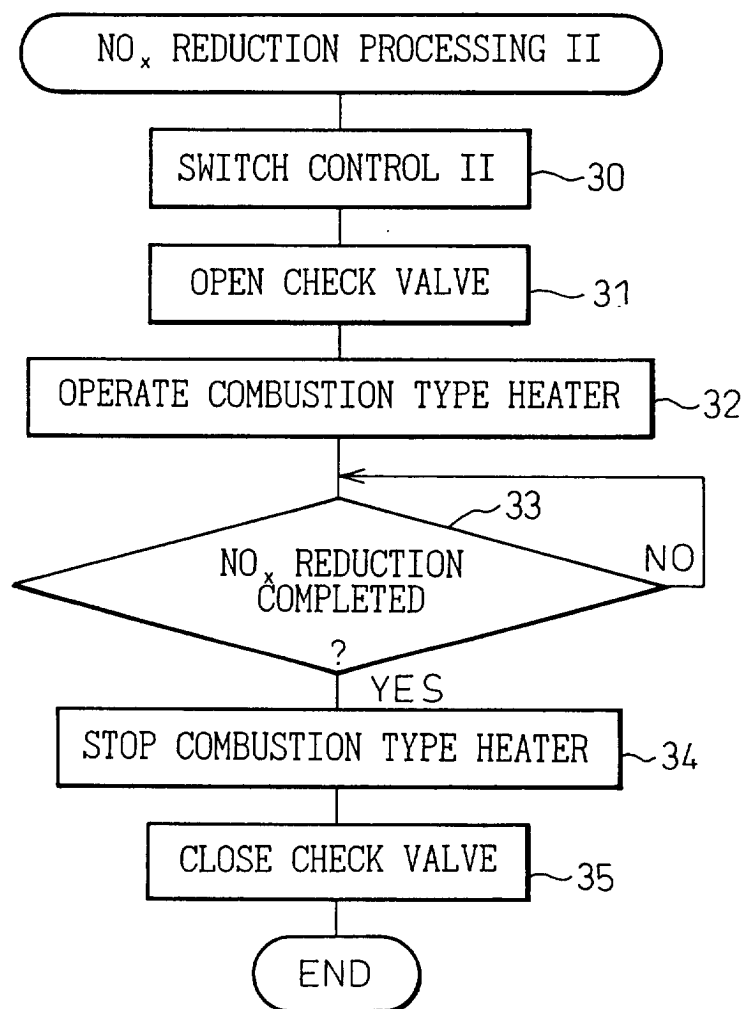 NOx REDUCTION PROCESSING II
SWITCH CONTROL II
30
OPEN CHECK VALVE
31
OPERATE COMBUSTION TYPE HEATER
32
33
NOx REDUCTION
COMPLETED
?
NO
YES
STOP COMBUSTION TYPE HEATER
34
CLOSE CHECK VALVE
35
END